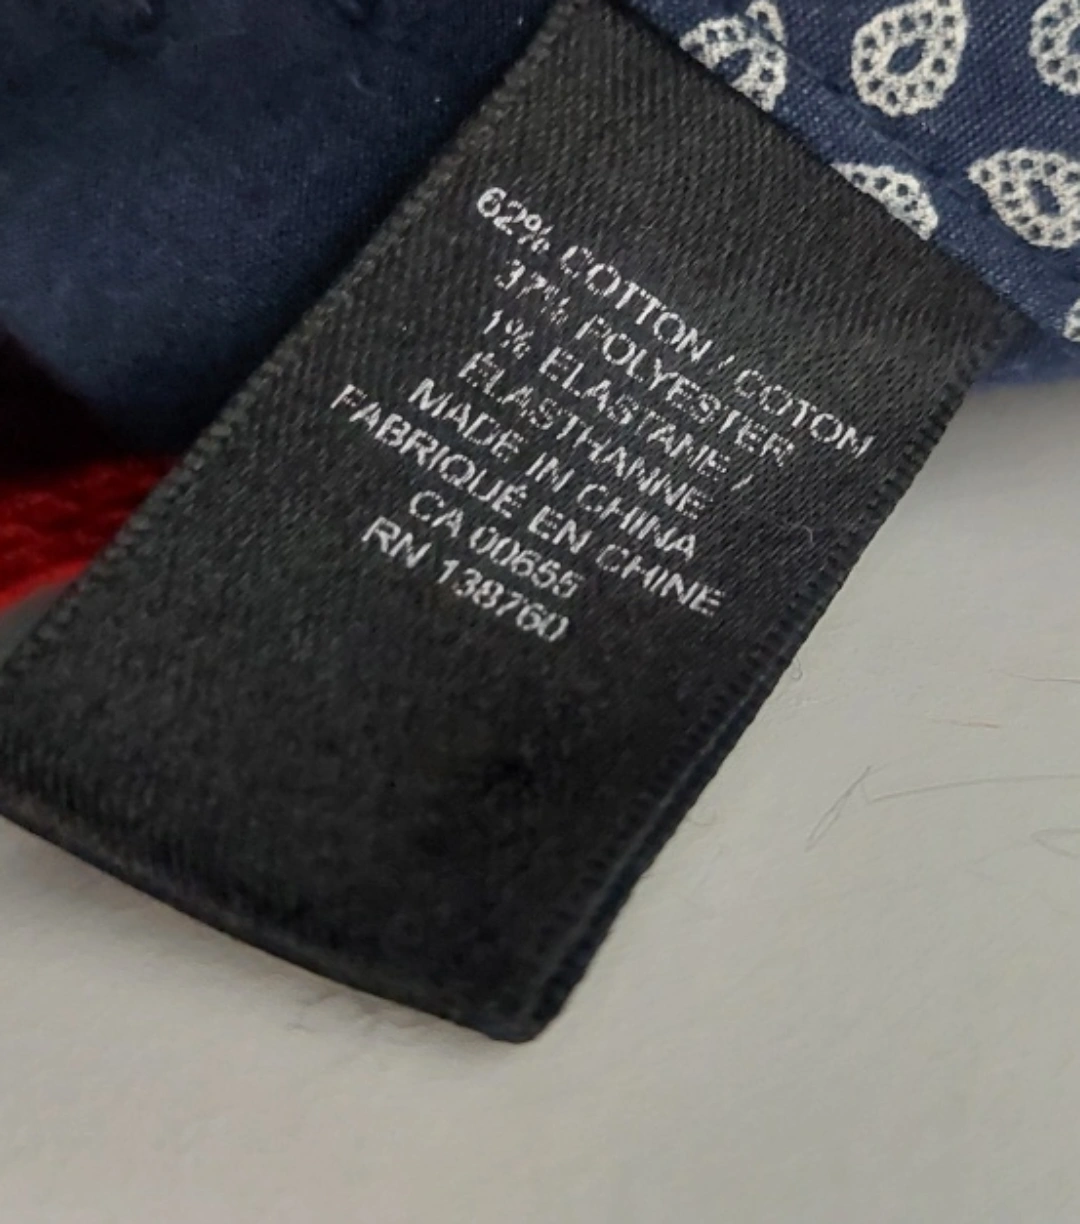 62% COTTON / COTON
37% POLYESTER
1% ELASTANE /
ÉLASTHANNE
MADE IN CHINA
FABRIQUÉ EN CHINE
CA 00655
RN 138760